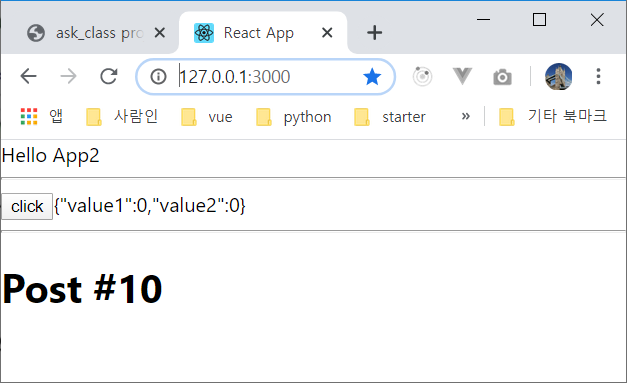 ask_class pro
React App
127.0.0.1:3000
앱 사람인 vue python starter » 기타 북마크
Hello App2
click {"value1":0,"value2":0}
Post #10